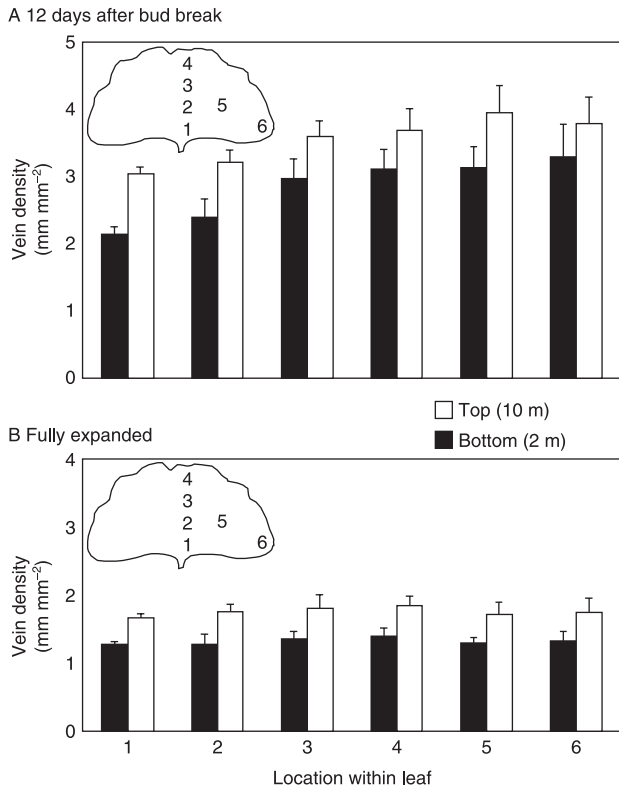 A 12 days after bud break
5
4
3
2
1
0
Vein density
(mm mm⁻²)
4
3
2 5
1 6
Top (10 m)
Bottom (2 m)
B Fully expanded
4
3
2
1
0
Vein density
(mm mm⁻²)
4
3
2 5
1 6
1 2 3 4 5 6
Location within leaf